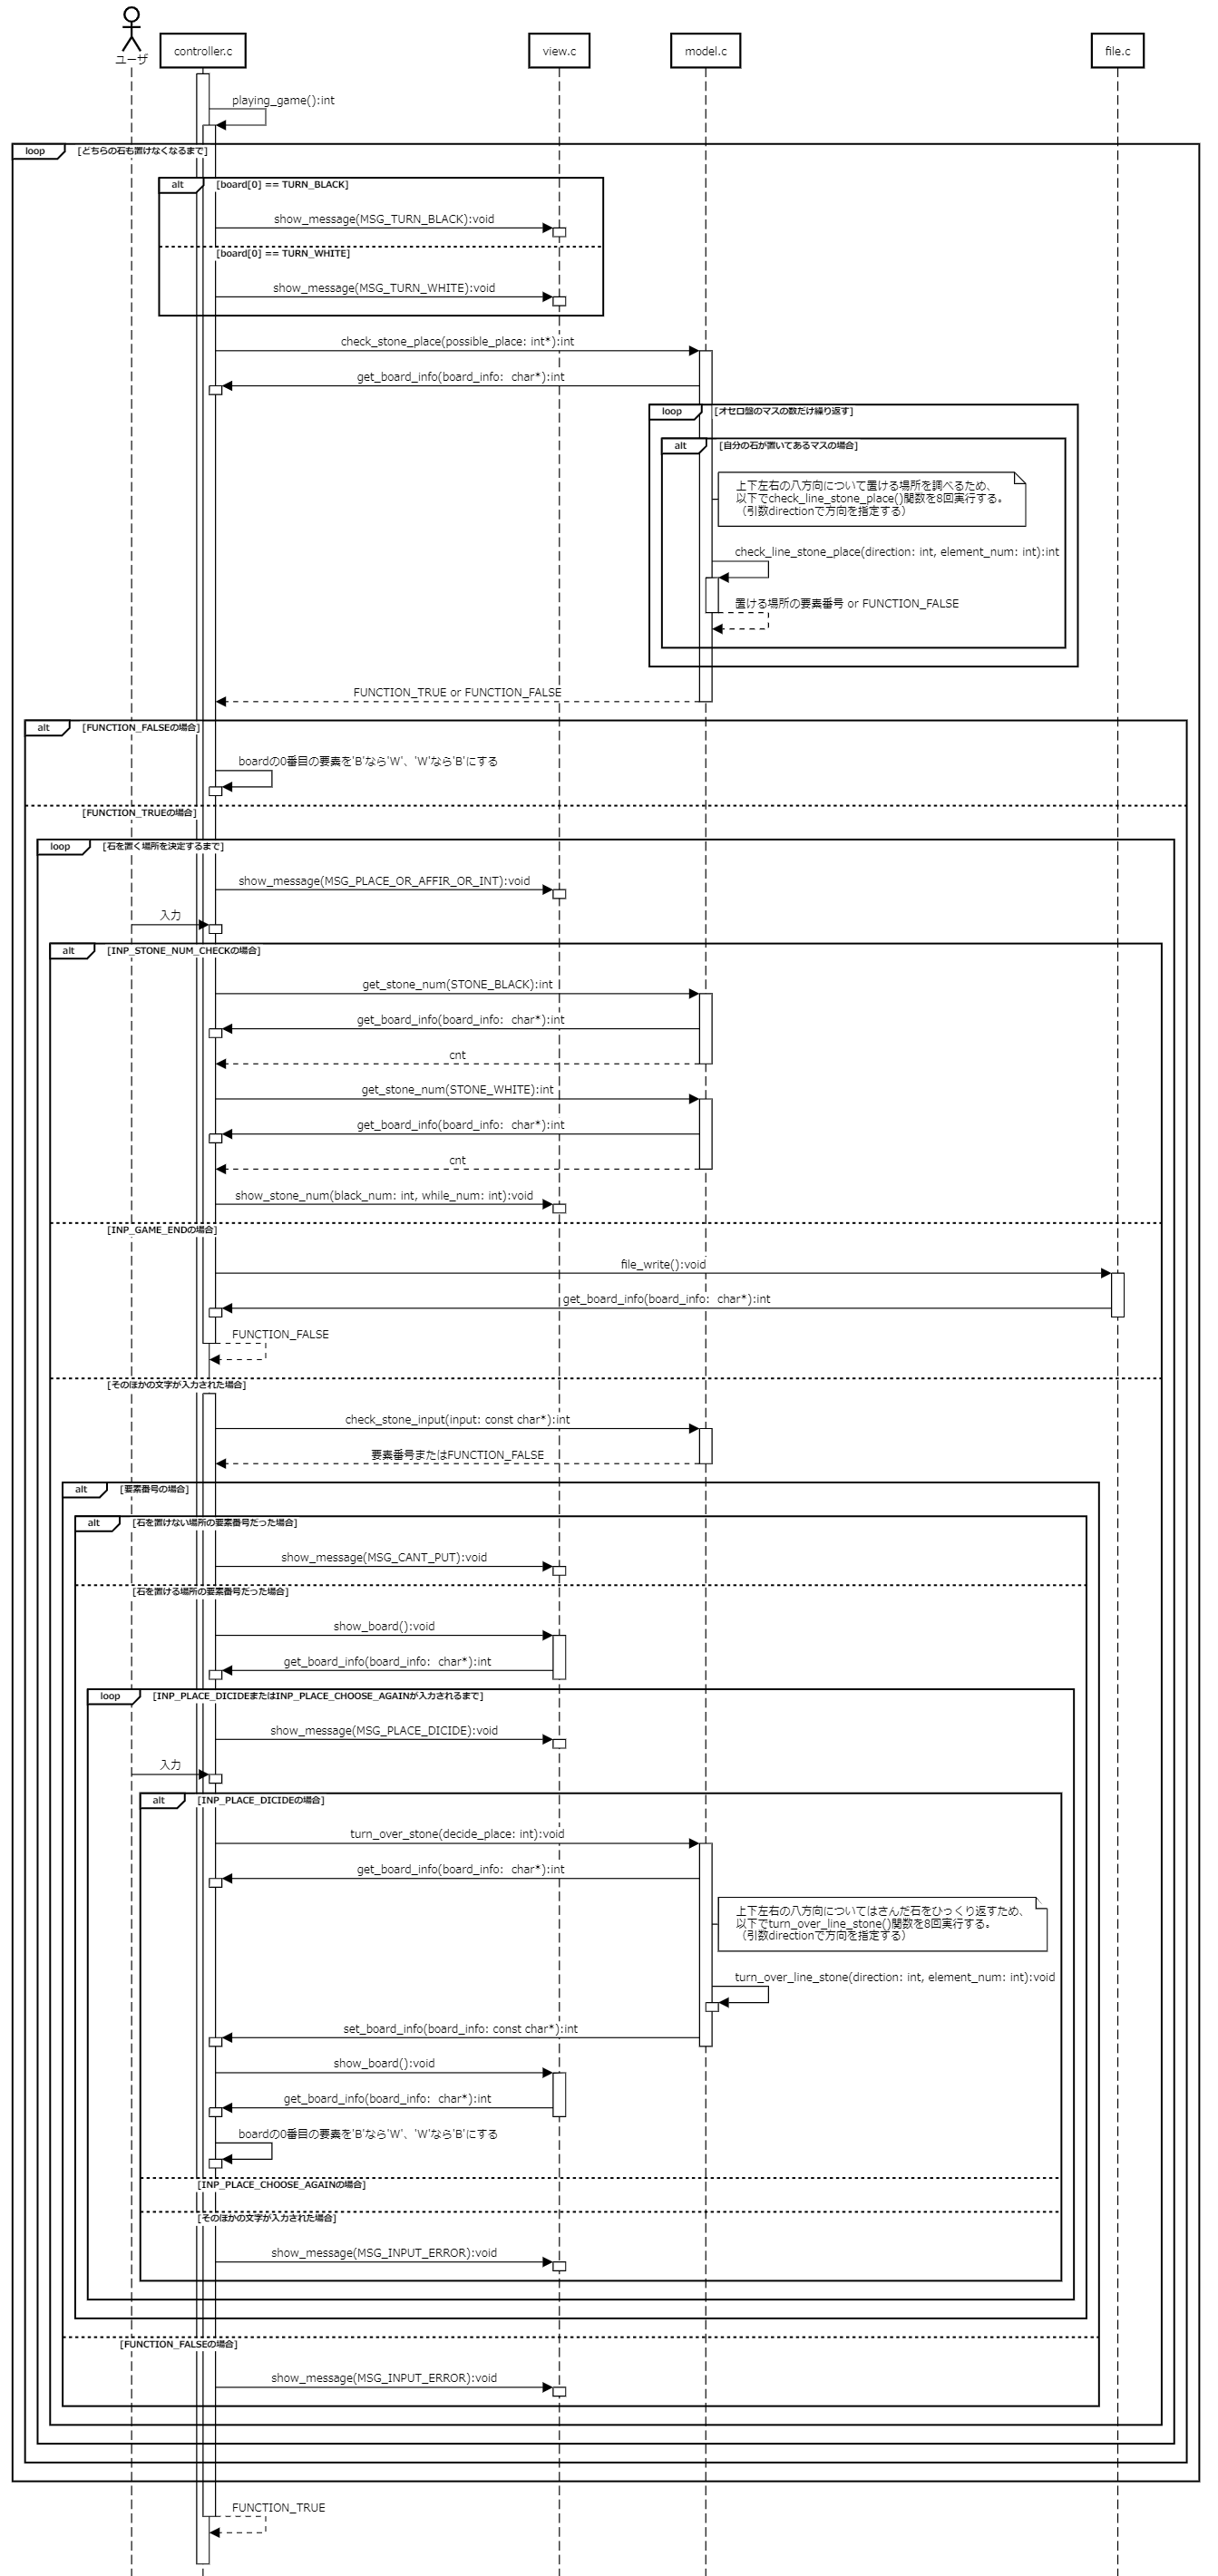 ユーザ
controller.c
view.c
model.c
file.c
playing_game():int
loop
[どちらの石も置けなくなるまで]
alt
[board[0] == TURN_BLACK]
show_message(MSG_TURN_BLACK):void
[board[0] == TURN_WHITE]
show_message(MSG_TURN_WHITE):void
check_stone_place(possible_place: int*):int
get_board_info(board_info:  char*):int
loop
[オセロ盤のマスの数だけ繰り返す]
alt
[自分の石が置いてあるマスの場合]
上下左右の八方向について置ける場所を調べるため、
以下でcheck_line_stone_place()関数を8回実行する。
（引数directionで方向を指定する）
check_line_stone_place(direction: int, element_num: int):int
置ける場所の要素番号 or FUNCTION_FALSE
FUNCTION_TRUE or FUNCTION_FALSE
alt
[FUNCTION_FALSEの場合]
boardの0番目の要素を'B'なら'W'、'W'なら'B'にする
[FUNCTION_TRUEの場合]
loop
[石を置く場所を決定するまで]
show_message(MSG_PLACE_OR_AFFIR_OR_INT):void
入力
alt
[INP_STONE_NUM_CHECKの場合]
get_stone_num(STONE_BLACK):int
get_board_info(board_info:  char*):int
cnt
get_stone_num(STONE_WHITE):int
get_board_info(board_info:  char*):int
cnt
show_stone_num(black_num: int, while_num: int):void
[INP_GAME_ENDの場合]
file_write():void
get_board_info(board_info:  char*):int
FUNCTION_FALSE
[そのほかの文字が入力された場合]
check_stone_input(input: const char*):int
要素番号またはFUNCTION_FALSE
alt
[要素番号の場合]
alt
[石を置けない場所の要素番号だった場合]
show_message(MSG_CANT_PUT):void
[石を置ける場所の要素番号だった場合]
show_board():void
get_board_info(board_info:  char*):int
loop
[INP_PLACE_DICIDEまたはINP_PLACE_CHOOSE_AGAINが入力されるまで]
show_message(MSG_PLACE_DICIDE):void
入力
alt
[INP_PLACE_DICIDEの場合]
turn_over_stone(decide_place: int):void
get_board_info(board_info:  char*):int
上下左右の八方向についてはさんだ石をひっくり返すため、
以下でturn_over_line_stone()関数を8回実行する。
（引数directionで方向を指定する）
turn_over_line_stone(direction: int, element_num: int):void
set_board_info(board_info: const char*):int
show_board():void
get_board_info(board_info:  char*):int
boardの0番目の要素を'B'なら'W'、'W'なら'B'にする
[INP_PLACE_CHOOSE_AGAINの場合]
[そのほかの文字が入力された場合]
show_message(MSG_INPUT_ERROR):void
[FUNCTION_FALSEの場合]
show_message(MSG_INPUT_ERROR):void
FUNCTION_TRUE